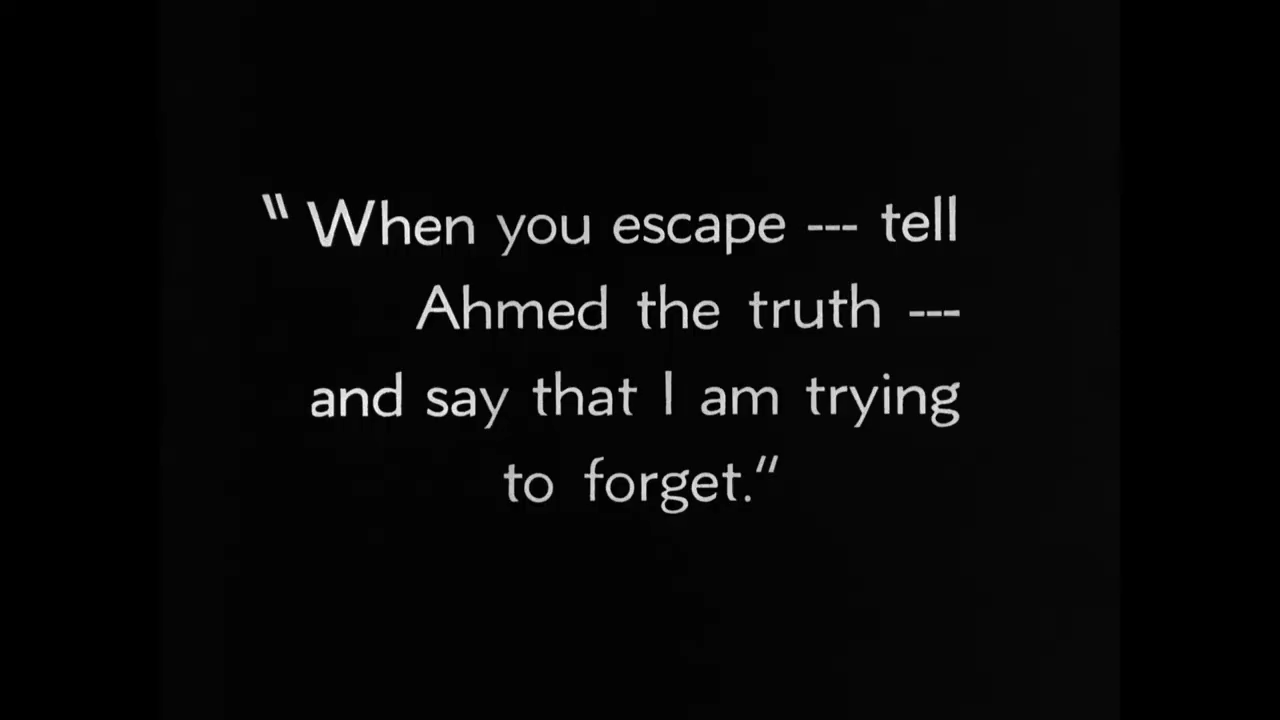 "When you escape --- tell
Ahmed the truth ---
and say that I am trying
to forget."